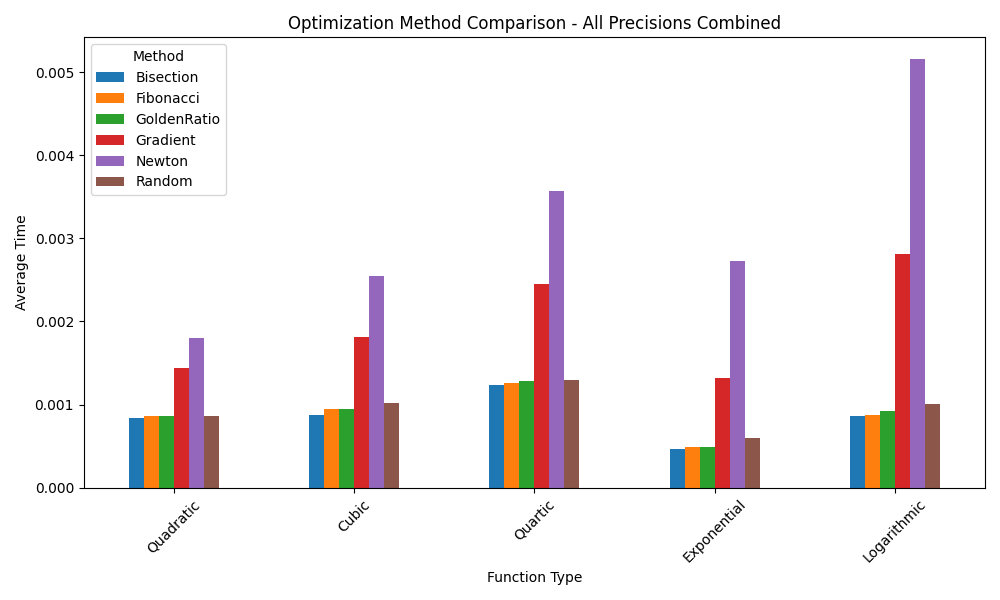 Optimization Method Comparison - All Precisions Combined
Method
Bisection
Fibonacci
GoldenRatio
Gradient
Newton
Random
Average Time
0.005
0.004
0.003
0.002
0.001
0.000
Quadratic
Cubic
Quartic
Exponential
Logarithmic
Function Type